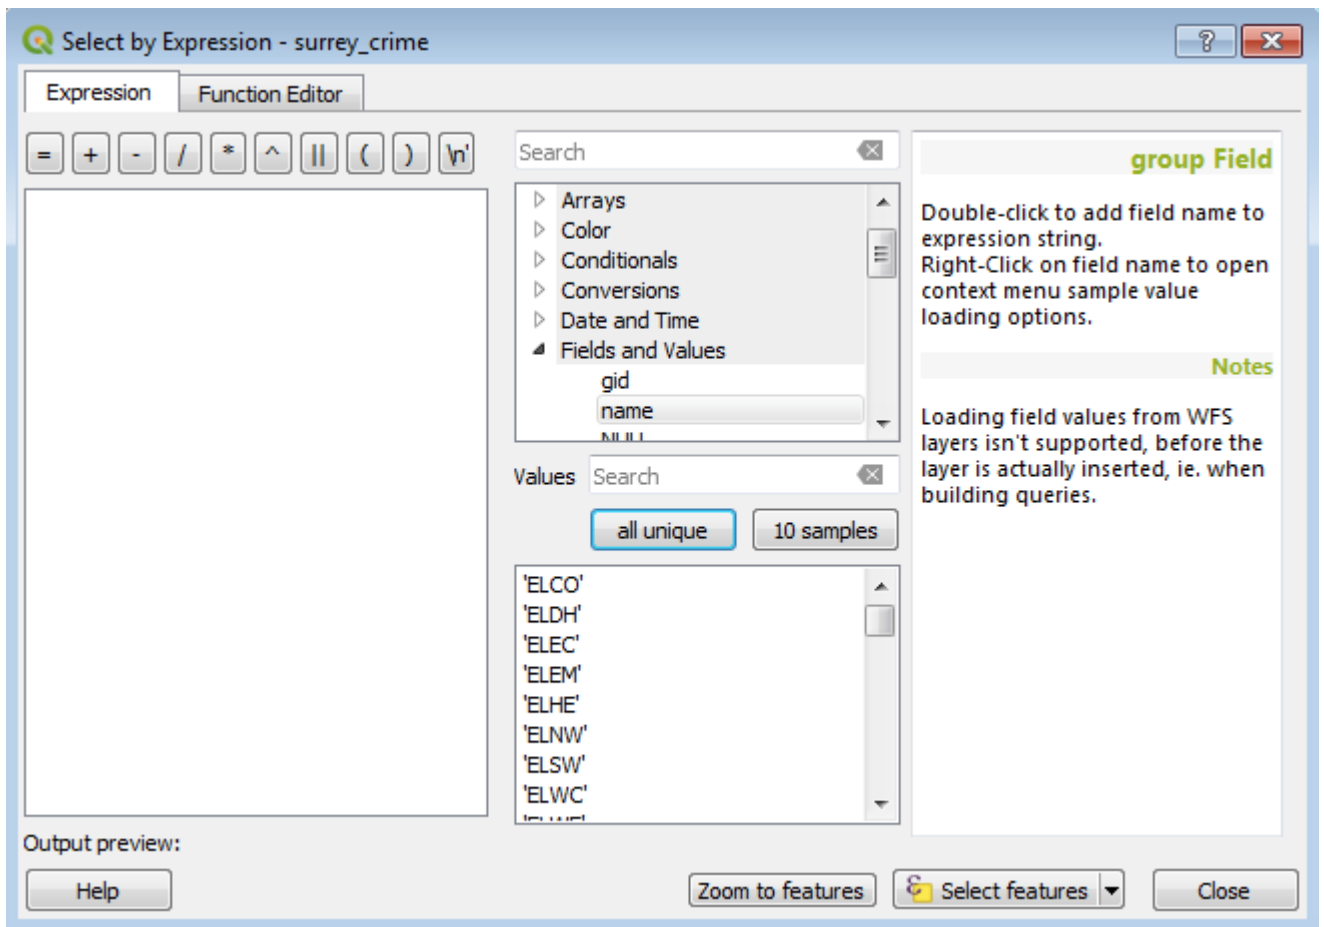 Select by Expression - surrey_crime
?
Expression
Function Editor
= + - / * ^ || ( ) \n'
Search
Arrays
Color
Conditionals
Conversions
Date and Time
Fields and Values
gid
name
NULL
Values Search
all unique
10 samples
'ELCO'
'ELDH'
'ELEC'
'ELEM'
'ELHE'
'ELNW'
'ELSW'
'ELWC'
group Field
Double-click to add field name to
expression string.
Right-Click on field name to open
context menu sample value
loading options.
Notes
Loading field values from WFS
layers isn't supported, before the
layer is actually inserted, ie. when
building queries.
Output preview:
Help
Zoom to features
ε Select features
Close